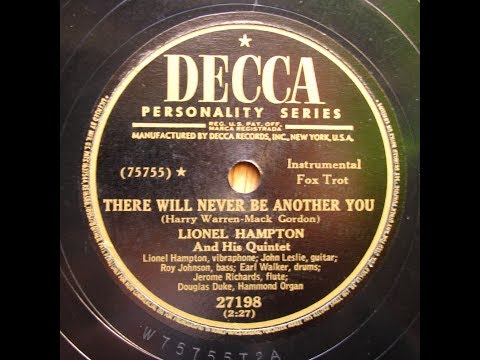 DECCA
PERSONALITY SERIES
REG. U.S. PAT. OFF.
MARCA REGISTRADA
MANUFACTURED BY DECCA RECORDS, INC., NEW YORK, U.S.A.
(75755) ★
Instrumental
Fox Trot
THERE WILL NEVER BE ANOTHER YOU
(Harry Warren-Mack Gordon)
LIONEL HAMPTON
And His Quintet
Lionel Hampton, vibraphone; John Leslie, guitar;
Roy Johnson, bass; Earl Walker, drums;
Jerome Richards, flute;
Douglas Duke, Hammond Organ
27198
(2:27)
W75755T2A